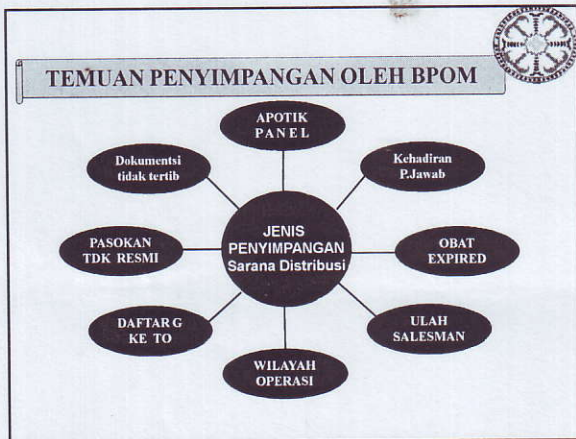 TEMUAN PENYIMPANGAN OLEH BPOM
APOTIK
PANEL
Dokumentsi
tidak tertib
Kehadiran
P.Jawab
JENIS
PENYIMPANGAN
Sarana Distribusi
PASOKAN
TDK RESMI
OBAT
EXPIRED
DAFTAR G
KE TO
ULAH
SALESMAN
WILAYAH
OPERASI